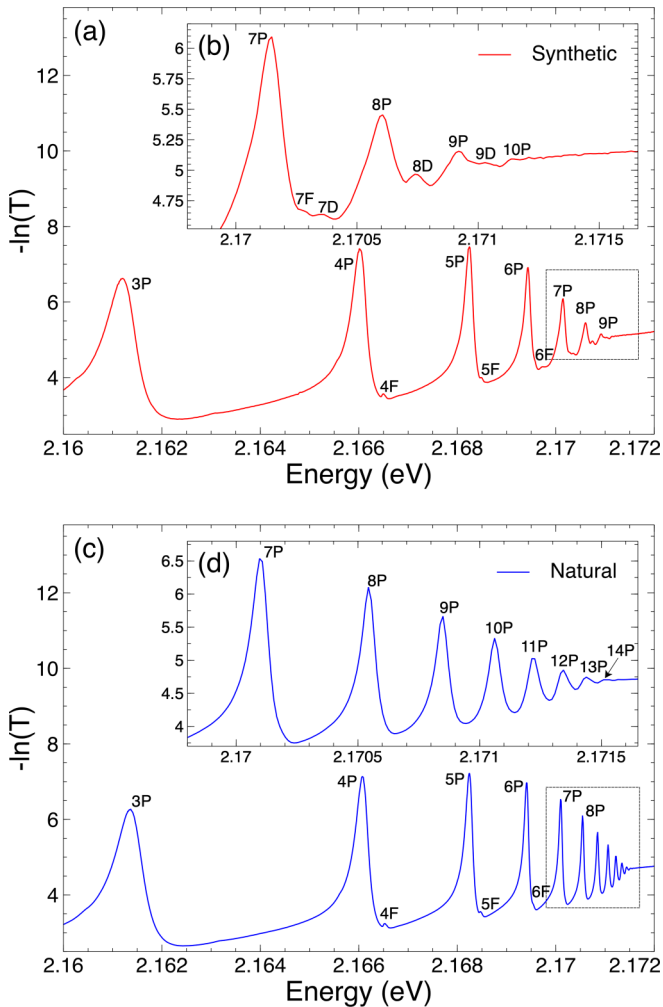 (a)
(b)
Synthetic
7P
8P
9P
10P
7F
7D
8D
9D
6
5.75
5.5
5.25
5
4.75
2.17
2.1705
2.171
2.1715
12
10
8
6
4
-ln(T)
3P
4P
5P
6P
7P
8P
9P
4F
5F
6F
2.16
2.162
2.164
2.166
2.168
2.17
2.172
Energy (eV)
(c)
(d)
Natural
7P
8P
9P
10P
11P
12P
13P
14P
6.5
6
5.5
5
4.5
4
2.17
2.1705
2.171
2.1715
12
10
8
6
4
-ln(T)
3P
4P
5P
6P
7P
8P
4F
5F
6F
2.16
2.162
2.164
2.166
2.168
2.17
2.172
Energy (eV)